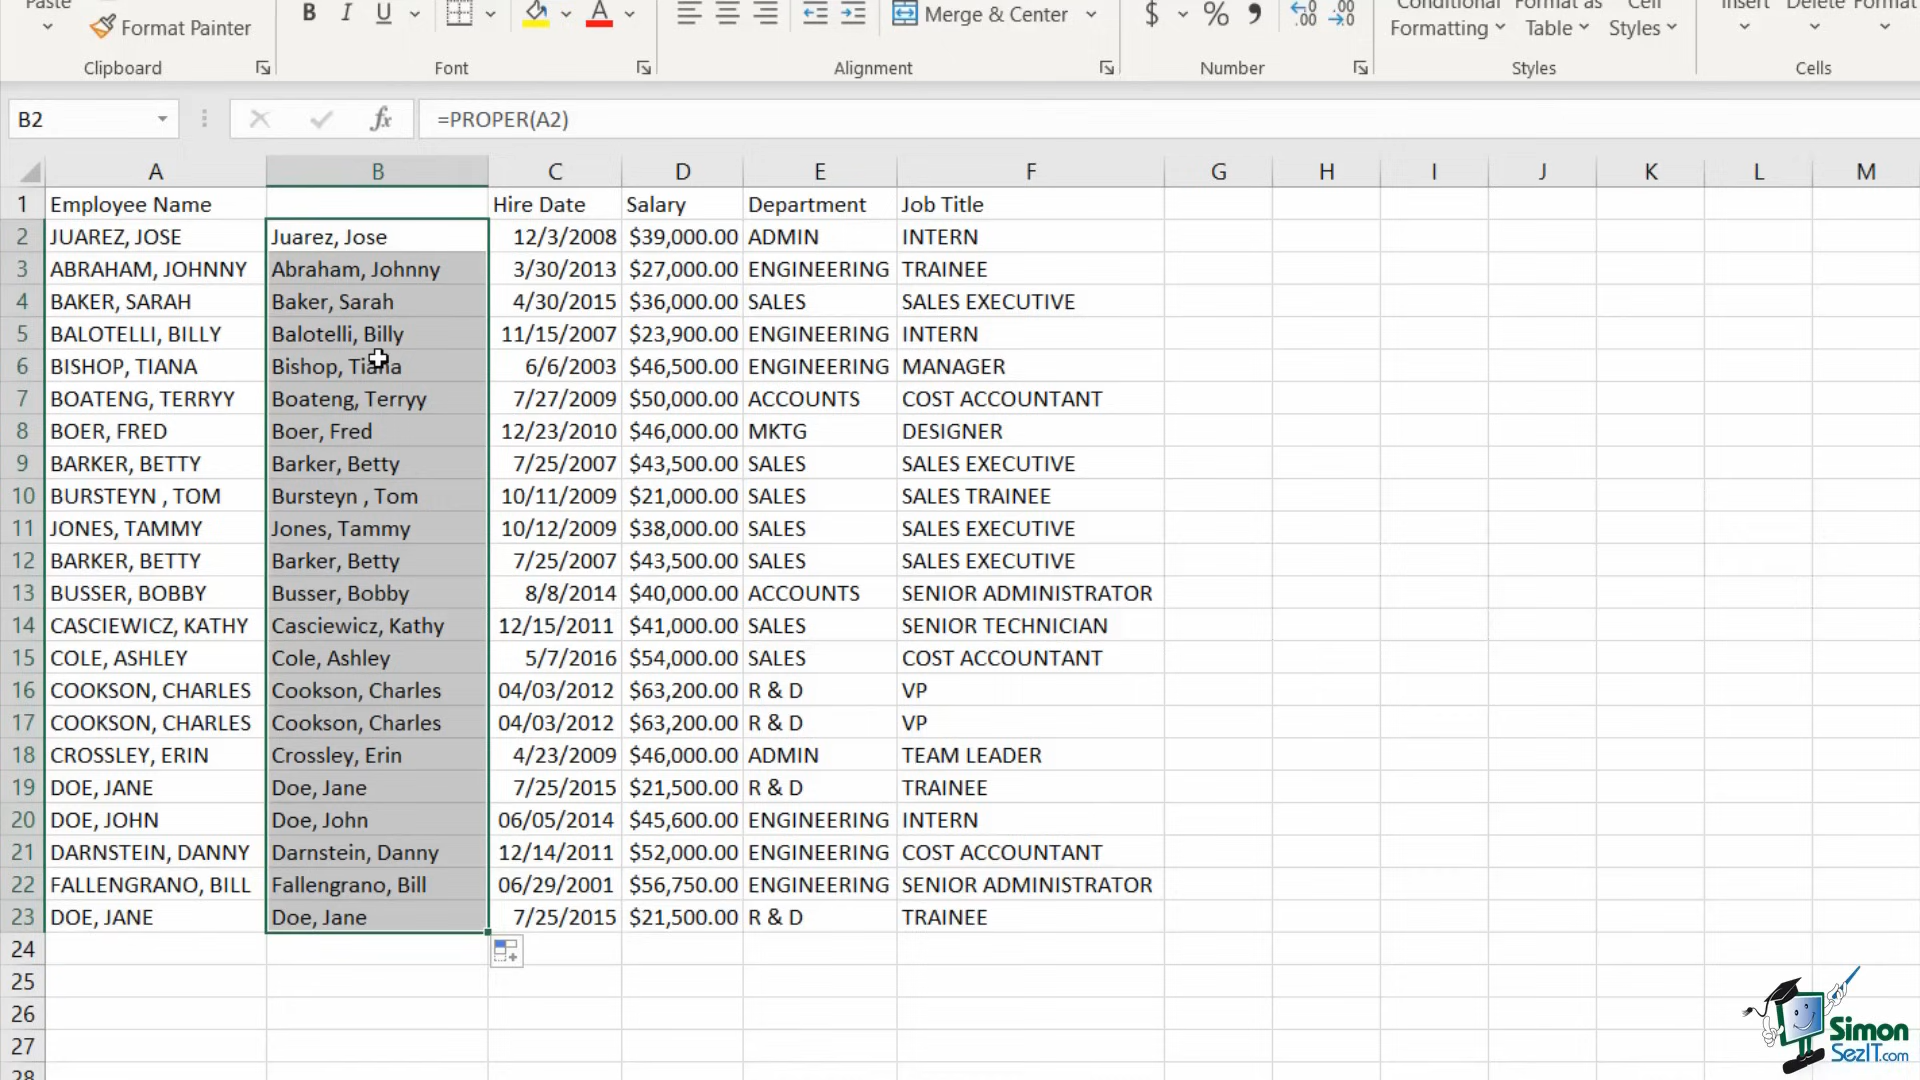 Paste Conditional Format as Cell Insert Delete Format
Format Painter B I U A Merge & Center $ % 9 .00 .00 Formatting Table Styles
Clipboard Font Alignment Number Styles Cells
B2 fx =PROPER(A2)
A B C D E F G H I J K L M
1 Employee Name Hire Date Salary Department Job Title
2 JUAREZ, JOSE Juarez, Jose 12/3/2008 $39,000.00 ADMIN INTERN
3 ABRAHAM, JOHNNY Abraham, Johnny 3/30/2013 $27,000.00 ENGINEERING TRAINEE
4 BAKER, SARAH Baker, Sarah 4/30/2015 $36,000.00 SALES SALES EXECUTIVE
5 BALOTELLI, BILLY Balotelli, Billy 11/15/2007 $23,900.00 ENGINEERING INTERN
6 BISHOP, TIANA Bishop, Tiana 6/6/2003 $46,500.00 ENGINEERING MANAGER
7 BOATENG, TERRYY Boateng, Terryy 7/27/2009 $50,000.00 ACCOUNTS COST ACCOUNTANT
8 BOER, FRED Boer, Fred 12/23/2010 $46,000.00 MKTG DESIGNER
9 BARKER, BETTY Barker, Betty 7/25/2007 $43,500.00 SALES SALES EXECUTIVE
10 BURSTEYN , TOM Bursteyn , Tom 10/11/2009 $21,000.00 SALES SALES TRAINEE
11 JONES, TAMMY Jones, Tammy 10/12/2009 $38,000.00 SALES SALES EXECUTIVE
12 BARKER, BETTY Barker, Betty 7/25/2007 $43,500.00 SALES SALES EXECUTIVE
13 BUSSER, BOBBY Busser, Bobby 8/8/2014 $40,000.00 ACCOUNTS SENIOR ADMINISTRATOR
14 CASCIEWICZ, KATHY Casciewicz, Kathy 12/15/2011 $41,000.00 SALES SENIOR TECHNICIAN
15 COLE, ASHLEY Cole, Ashley 5/7/2016 $54,000.00 SALES COST ACCOUNTANT
16 COOKSON, CHARLES Cookson, Charles 04/03/2012 $63,200.00 R & D VP
17 COOKSON, CHARLES Cookson, Charles 04/03/2012 $63,200.00 R & D VP
18 CROSSLEY, ERIN Crossley, Erin 4/23/2009 $46,000.00 ADMIN TEAM LEADER
19 DOE, JANE Doe, Jane 7/25/2015 $21,500.00 R & D TRAINEE
20 DOE, JOHN Doe, John 06/05/2014 $45,600.00 ENGINEERING INTERN
21 DARNSTEIN, DANNY Darnstein, Danny 12/14/2011 $52,000.00 ENGINEERING COST ACCOUNTANT
22 FALLENGRANO, BILL Fallengrano, Bill 06/29/2001 $56,750.00 ENGINEERING SENIOR ADMINISTRATOR
23 DOE, JANE Doe, Jane 7/25/2015 $21,500.00 R & D TRAINEE
24
25
26
27
28
Simon
SezIT.com